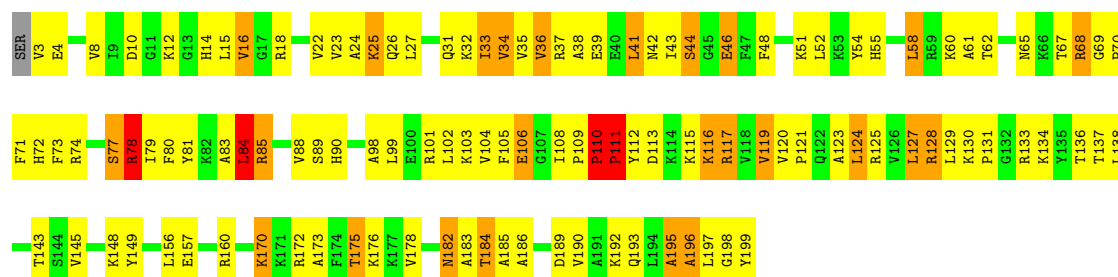 SER V3 E4 V8 I9 D10 G11 K12 G13 H14 L15 V16 G17 R18 V22 V23 A24 K25 Q26 L27 Q31 K32 I33 V34 V35 V36 R37 A38 E39 E40 L41 N42 I43 S44 G45 E46 F47 F48 K51 L52 K53 Y54 H55 L58 R59 K60 A61 T62 N65 K66 T67 R68 G69
F71 H72 F73 R74 S77 R78 I79 F80 Y81 K82 A83 L84 R85 V88 S89 H90 A98 L99 E100 R101 L102 K103 V104 F105 E106 G107 I108 P109 P110 P111 Y112 D113 K114 K115 K116 R117 V118 V119 V120 P121 Q122 A123 L124 R125 V126 L127 R128 L129 K130 P131 G132 R133 K134 Y135 T136 T137
T143 S144 V145 K148 Y149 L156 E157 R160 K170 K171 R172 A173 F174 T175 K176 K177 V178 N182 A183 T184 A185 A186 D189 V190 A191 K192 Q193 L194 A195 A196 L197 G198 Y199